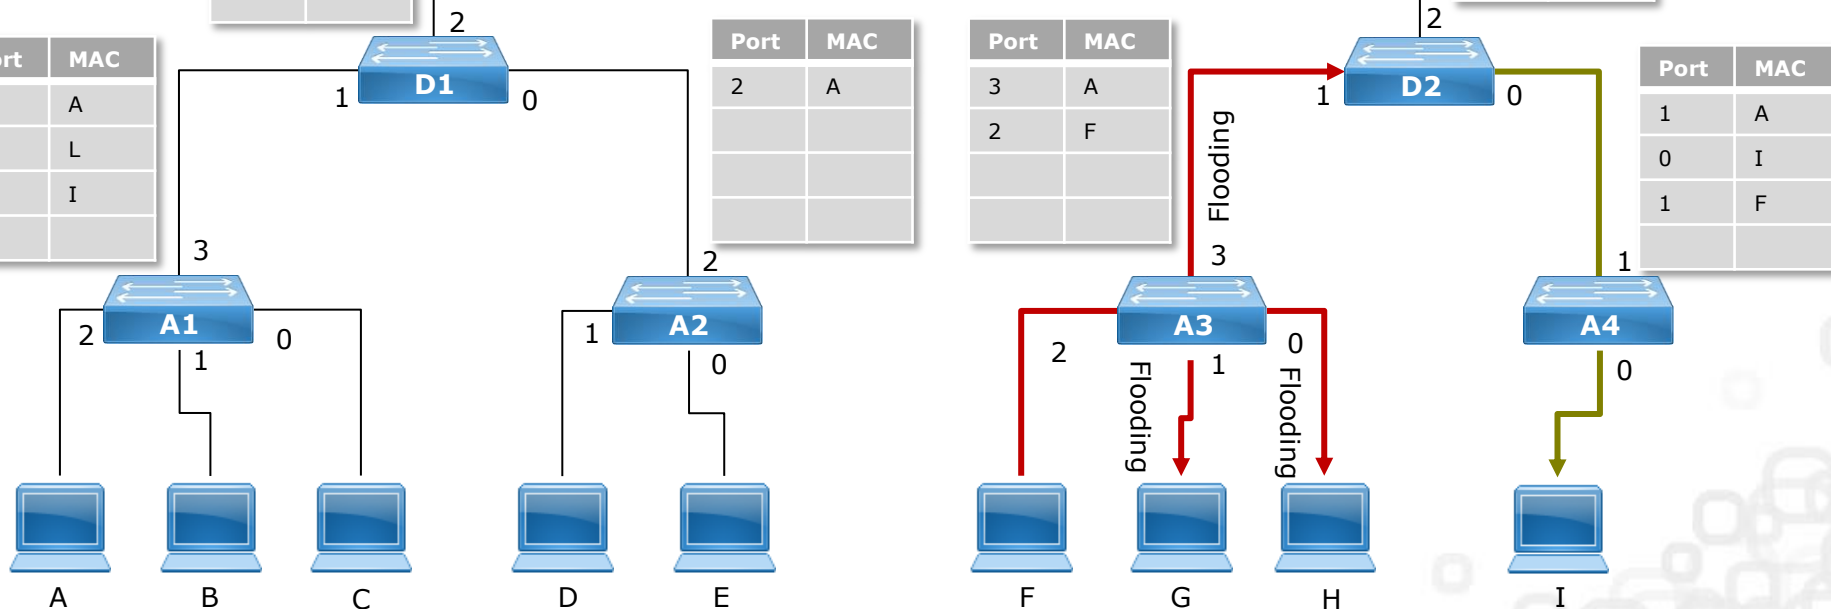 2
2
Port MAC
2 A
Port MAC
3 A
2 F
rt MAC
A
L
I
Port MAC
1 A
0 I
1 F
D1
1
0
D2
1
0
Flooding
3
2
3
1
A1
2
1
0
A2
1
0
A3
2
1
0
Floooding
Floooding
A4
0
A B C D E F G H I